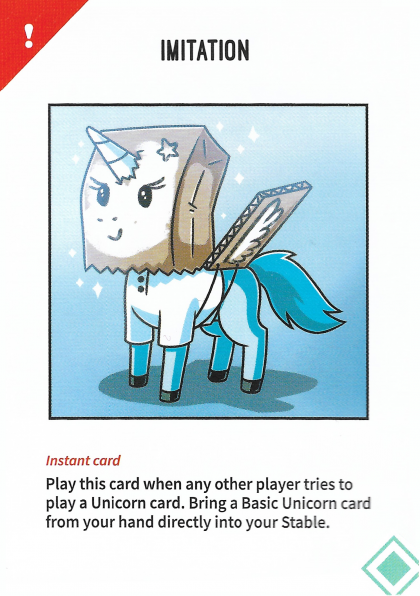 !
IMITATION
Instant card
Play this card when any other player tries to
play a Unicorn card. Bring a Basic Unicorn card
from your hand directly into your Stable.